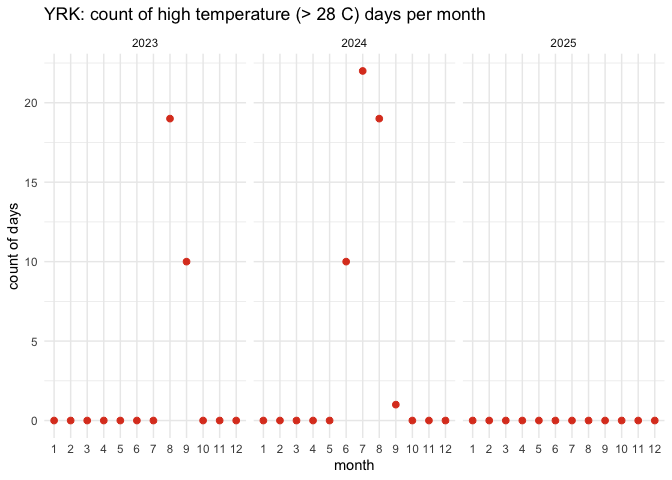 YRK: count of high temperature (> 28 C) days per month
2023 2024 2025
20
15
10
5
0
count of days
1 2 3 4 5 6 7 8 9 10 11 12 1 2 3 4 5 6 7 8 9 10 11 12 1 2 3 4 5 6 7 8 9 10 11 12
month